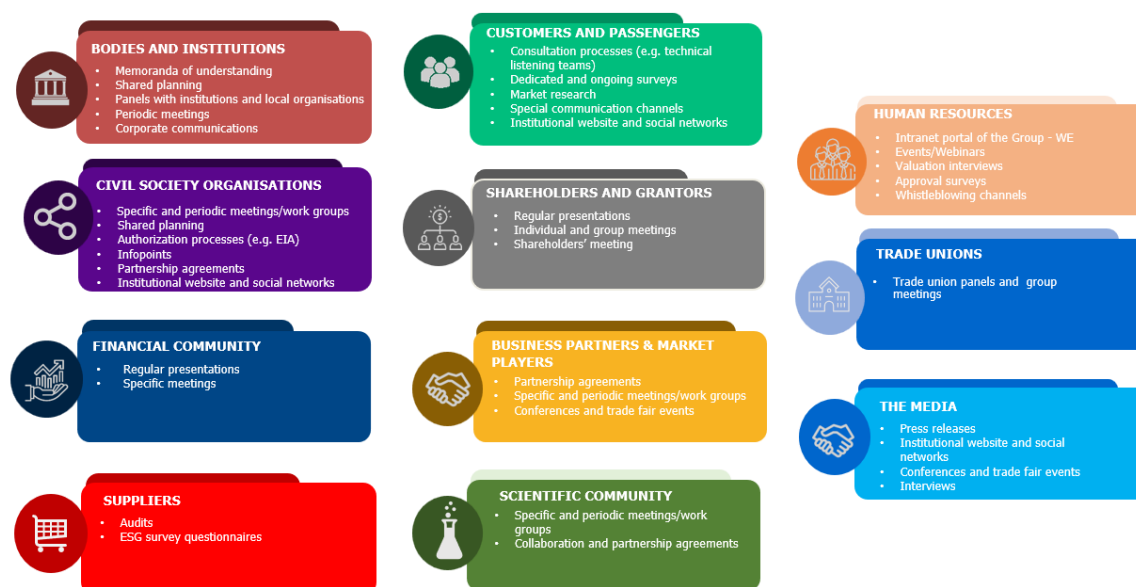 BODIES AND INSTITUTIONS
• Memoranda of understanding
• Shared planning
• Panels with institutions and local organisations
• Periodic meetings
• Corporate communications
CIVIL SOCIETY ORGANISATIONS
• Specific and periodic meetings/work groups
• Shared planning
• Authorization processes (e.g. EIA)
• Infopoints
• Partnership agreements
• Institutional website and social networks
FINANCIAL COMMUNITY
• Regular presentations
• Specific meetings
SUPPLIERS
• Audits
• ESG survey questionnaires
CUSTOMERS AND PASSENGERS
• Consultation processes (e.g. technical
listening teams)
• Dedicated and ongoing surveys
• Market research
• Special communication channels
• Institutional website and social networks
SHAREHOLDERS AND GRANTORS
• Regular presentations
• Individual and group meetings
• Shareholders’ meeting
BUSINESS PARTNERS & MARKET
PLAYERS
• Partnership agreements
• Specific and periodic meetings/work groups
• Conferences and trade fair events
SCIENTIFIC COMMUNITY
• Specific and periodic meetings/work
groups
• Collaboration and partnership agreements
HUMAN RESOURCES
• Intranet portal of the Group - WE
• Events/Webinars
• Valuation interviews
• Approval surveys
• Whistleblowing channels
TRADE UNIONS
• Trade union panels and group
meetings
THE MEDIA
• Press releases
• Institutional website and social
networks
• Conferences and trade fair events
• Interviews